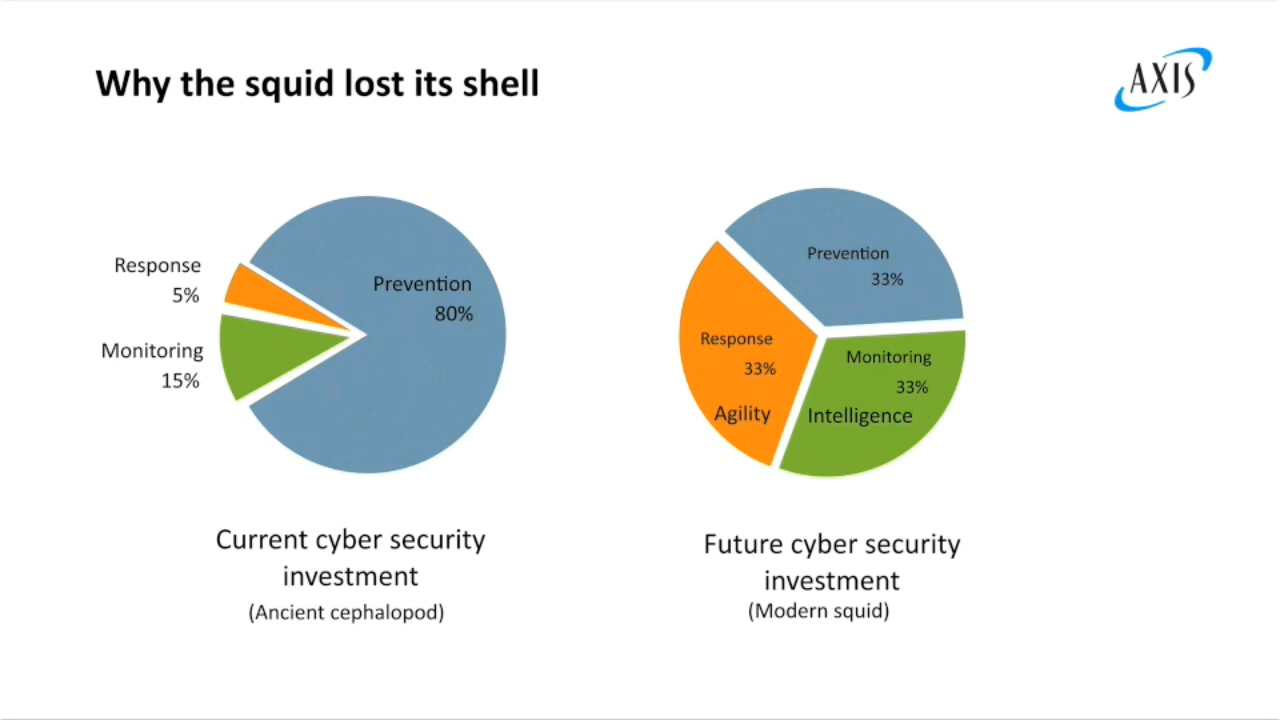 Why the squid lost its shell
AXIS
Response
5%
Monitoring
15%
Prevention
80%
Prevention
33%
Response
33%
Agility
Monitoring
33%
Intelligence
Current cyber security
investment
(Ancient cephalopod)
Future cyber security
investment
(Modern squid)